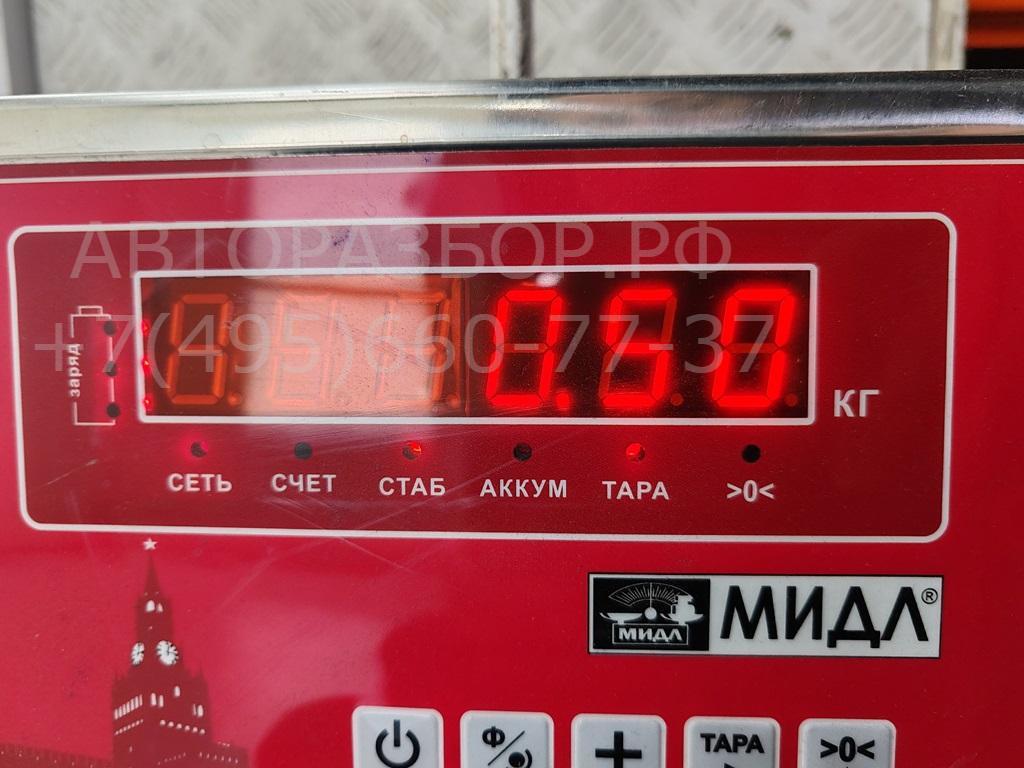 АВТОРАЗБОР.РФ
+7(495)660-77-37
заряд
0.50
КГ
СЕТЬ СЧЕТ СТАБ АККУМ ТАРА >0<
МИДЛ МИДЛ®
Ф
+
ТАРА
>0<